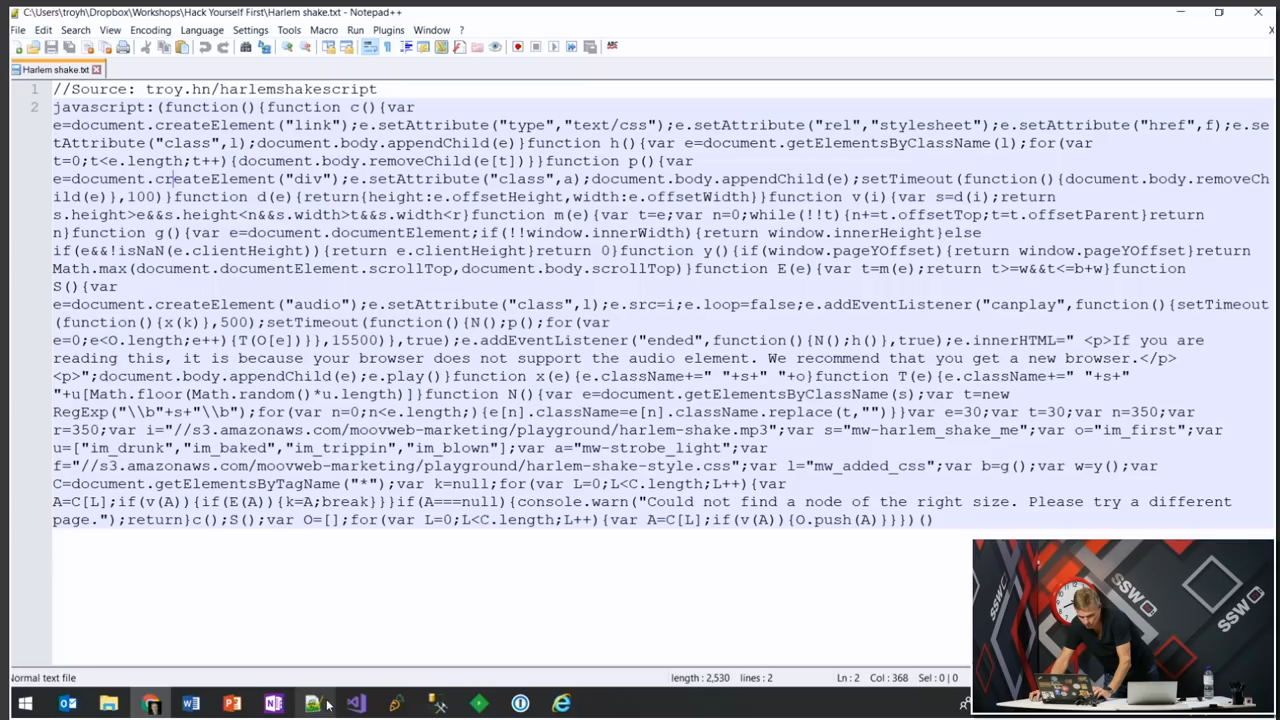 C:\Users\troyh\Dropbox\Workshops\Hack Yourself First\Harlem shake.txt - Notepad++
File Edit Search View Encoding Language Settings Tools Macro Run Plugins Window ?
Harlem shake.txt
1 //Source: troy.hn/harlemshakescript
2 javascript:(function(){function c(){var
e=document.createElement("link");e.setAttribute("type","text/css");e.setAttribute("rel","stylesheet");e.setAttribute("href",f);e.se
tAttribute("class",l);document.body.appendChild(e)}function h(){var e=document.getElementsByClassName(l);for(var
t=0;t<e.length;t++){document.body.removeChild(e[t])}}function p(){var
e=document.createElement("div");e.setAttribute("class",a);document.body.appendChild(e);setTimeout(function(){document.body.removeCh
ild(e)},100)}function d(e){return{height:e.offsetHeight,width:e.offsetWidth}}function v(i){var s=d(i);return
s.height>e&&s.height<n&&s.width>t&&s.width<r}function m(e){var t=e;var n=0;while(!!t){n+=t.offsetTop;t=t.offsetParent}return
n}function g(){var e=document.documentElement;if(!!window.innerWidth){return window.innerHeight}else
if(e&&!isNaN(e.clientHeight)){return e.clientHeight}return 0}function y(){if(window.pageYOffset){return window.pageYOffset}return
Math.max(document.documentElement.scrollTop,document.body.scrollTop)}function E(e){var t=m(e);return t>=w&&t<=b+w}function
S(){var
e=document.createElement("audio");e.setAttribute("class",l);e.src=i;e.loop=false;e.addEventListener("canplay",function(){setTimeout
(function(){x(k)},500);setTimeout(function(){N();p();for(var
e=0;e<O.length;e++){T(O[e])}},15500)},true);e.addEventListener("ended",function(){N();h()},true);e.innerHTML=" <p>If you are
reading this, it is because your browser does not support the audio element. We recommend that you get a new browser.</p>
<p>";document.body.appendChild(e);e.play()}function x(e){e.className+=" "+s+" "+o}function T(e){e.className+=" "+s+"
"+u[Math.floor(Math.random()*u.length)]}function N(){var e=document.getElementsByClassName(s);var t=new
RegExp("\\b"+s+"\\b");for(var n=0;n<e.length;){e[n].className=e[n].className.replace(t,"")}}var e=30;var t=30;var n=350;var
r=350;var i="//s3.amazonaws.com/moovweb-marketing/playground/harlem-shake.mp3";var s="mw-harlem_shake_me";var o="im_first";var
u=["im_drunk","im_baked","im_trippin","im_blown"];var a="mw-strobe_light";var
f="//s3.amazonaws.com/moovweb-marketing/playground/harlem-shake-style.css";var l="mw_added_css";var b=g();var w=y();var
C=document.getElementsByTagName("*");var k=null;for(var L=0;L<C.length;L++){var
A=C[L];if(v(A)){if(E(A)){k=A;break}}}if(A===null){console.warn("Could not find a node of the right size. Please try a different
page.");return}c();S();var O=[];for(var L=0;L<C.length;L++){var A=C[L];if(v(A)){O.push(A)}}})()
SSW
SSW
SSW
Normal text file length : 2,530 lines : 2 Ln : 2 Col : 368 Sel : 0 | 0